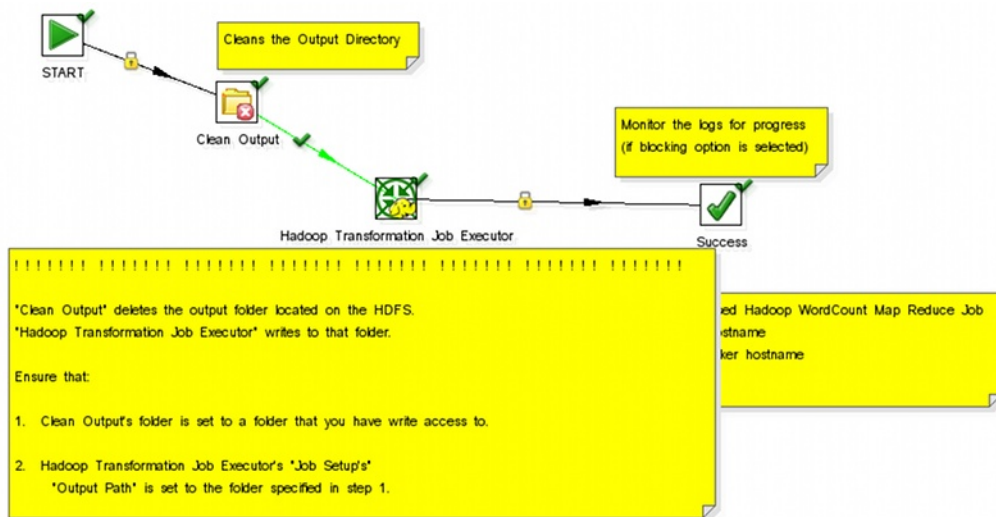 START
Cleans the Output Directory
Clean Output
Monitor the logs for progress
(if blocking option is selected)
Hadoop Transformation Job Executor
Success
! ! ! ! ! ! ! ! ! ! ! ! ! ! ! ! ! ! ! ! ! ! ! ! ! ! ! ! ! ! ! ! ! ! ! ! ! ! ! ! ! ! ! ! ! ! ! ! ! ! ! ! ! ! ! !
"Clean Output" deletes the output folder located on the HDFS.
"Hadoop Transformation Job Executor" writes to that folder.
Ensure that:
1. Clean Output's folder is set to a folder that you have write access to.
2. Hadoop Transformation Job Executor's "Job Setup's"
"Output Path" is set to the folder specified in step 1.
Hadoop WordCount Map Reduce Job
hostname